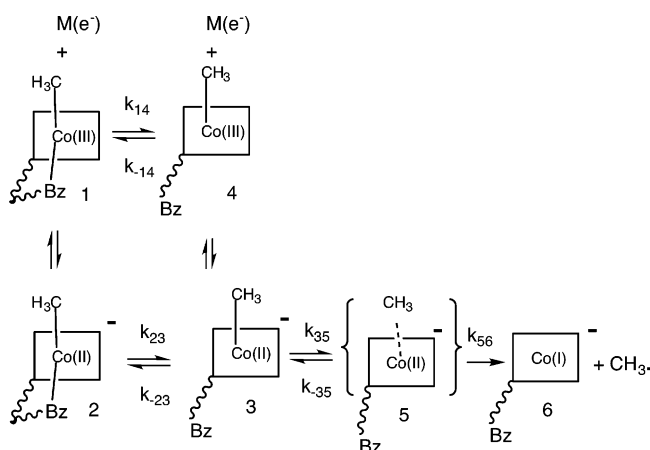 M(e⁻) M(e⁻)
+ +
H₃C CH₃
k₁₄
Co(III) Co(III)
k₋₁₄
Bz 1 4
Bz
H₃C CH₃ CH₃
k₂₃ k₃₅ k₅₆
Co(II) − Co(II) − Co(II) − Co(I) − + CH₃.
k₋₂₃ k₋₃₅
Bz 2 3 5 6
Bz Bz Bz